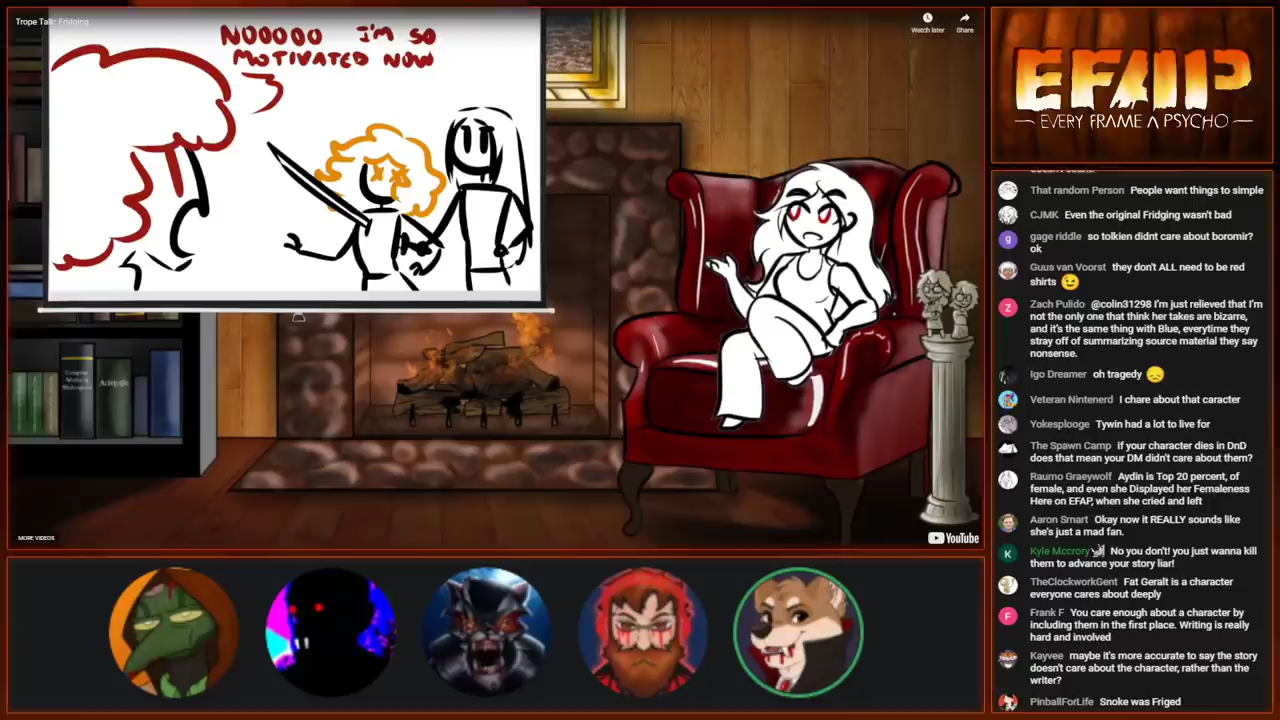 Trope Talk: Fridging
NOOOOO I'M SO
MOTIVATED NOW
Watch later
Share
MORE VIDEOS
YouTube
EFAP
EVERY FRAME A PSYCHO
That random Person People want things to simple
CJMK Even the original Fridging wasn't bad
gage riddle so tolkien didnt care about boromir?
ok
Guus van Voorst they don't ALL need to be red
shirts 😉
Zach Pulido @colin31298 I'm just relieved that I'm
not the only one that think her takes are bizarre,
and it's the same thing with Blue, everytime they
stray off of summarizing source material they say
nonsense.
Igo Dreamer oh tragedy 😞
Veteran Nintenerd I chare about that caracter
Yokesplooge Tywin had a lot to live for
The Spawn Camp if your character dies in DnD
does that mean your DM didn't care about them?
Raumo Graeywolf Aydin is Top 20 percent, of
female, and even she Displayed her Femaleness
Here on EFAP, when she cried and left
Aaron Smart Okay now it REALLY sounds like
she's just a mad fan.
Kyle Mccrory No you don't! you just wanna kill
them to advance your story liar!
TheClockworkGent Fat Geralt is a character
everyone cares about deeply
Frank F You care enough about a character by
including them in the first place. Writing is really
hard and involved
Kayvee maybe it's more accurate to say the story
doesn't care about the character, rather than the
writer?
PinballForLife Snoke was Friged